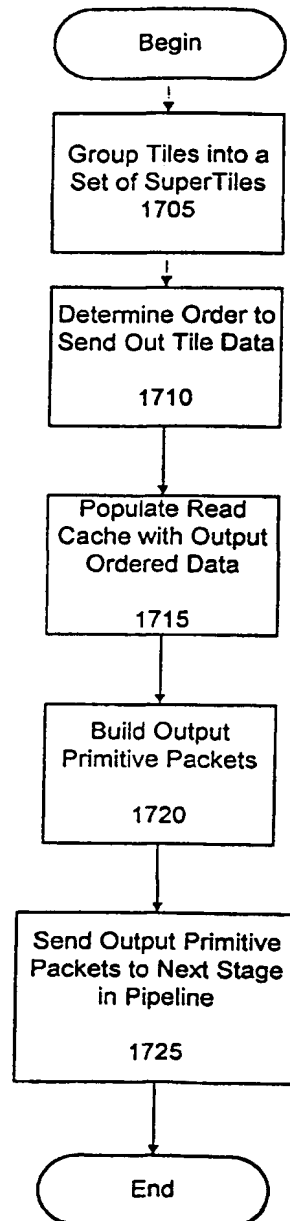 Begin
Group Tiles into a
Set of SuperTiles
1705
Determine Order to
Send Out Tile Data
1710
Populate Read
Cache with Output
Ordered Data
1715
Build Output
Primitive Packets
1720
Send Output Primitive
Packets to Next Stage
in Pipeline
1725
End